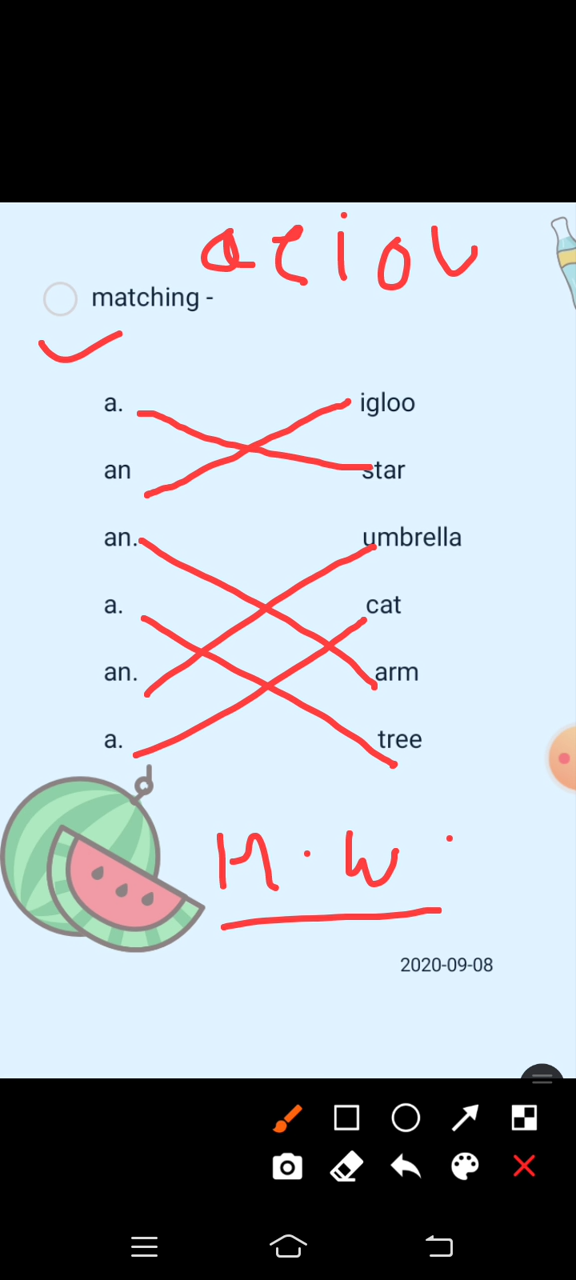 a e i o u
matching -
a. igloo
an star
an. umbrella
a. cat
an. arm
a. tree
H. W.
2020-09-08